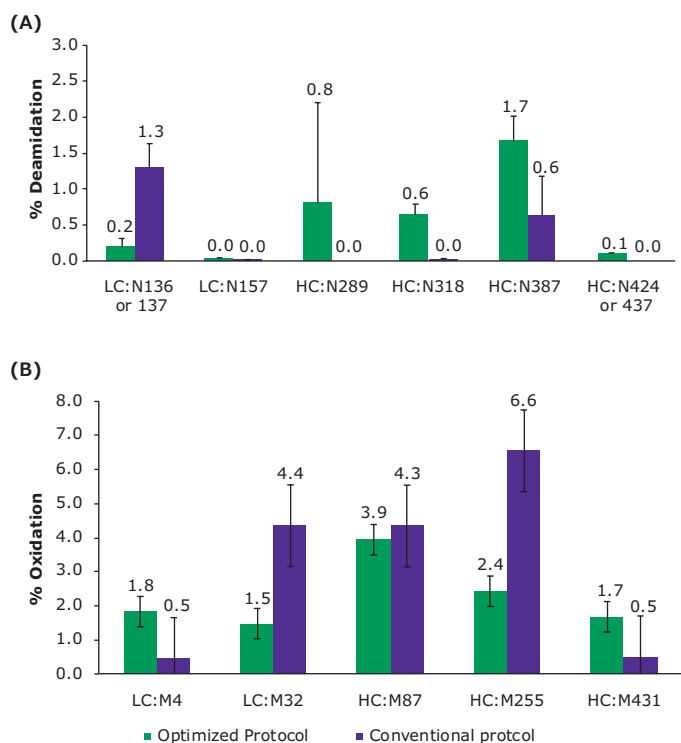 (A)
3.0
2.5
2.0
1.5
1.0
0.5
0.0
% Deamidation
0.2
1.3
0.0
0.0
0.8
0.0
0.6
0.0
1.7
0.6
0.1
0.0
LC:N136
or 137
LC:N157
HC:N289
HC:N318
HC:N387
HC:N424
or 437
(B)
8.0
7.0
6.0
5.0
4.0
3.0
2.0
1.0
0.0
% Oxidation
1.8
0.5
1.5
4.4
3.9
4.3
2.4
6.6
1.7
0.5
LC:M4
LC:M32
HC:M87
HC:M255
HC:M431
Optimized Protocol
Conventional protcol